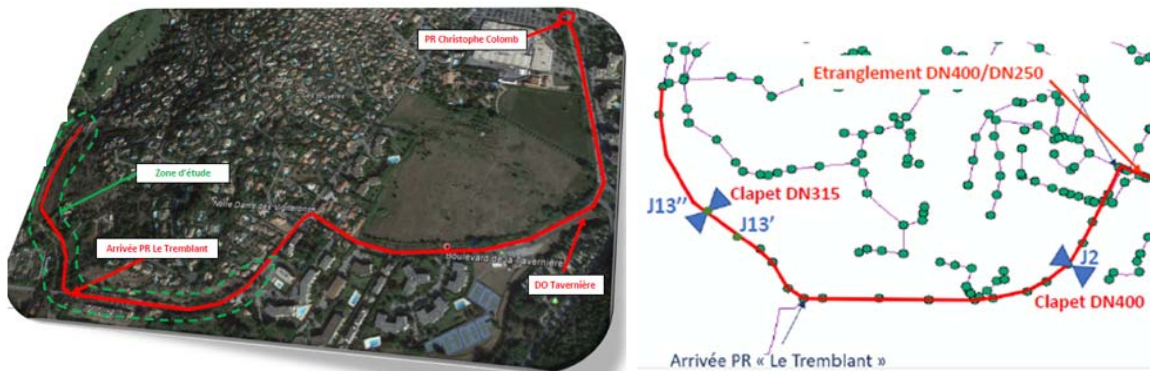 PR Christophe Colomb
Zone d'étude
Arrivée PR Le Tremblant
Boulevard de la Tavernière
DO Tavernière
Etranglement DN400/DN250
Clapet DN315
J13''
J13'
J2
Clapet DN400
Arrivée PR « Le Tremblant »